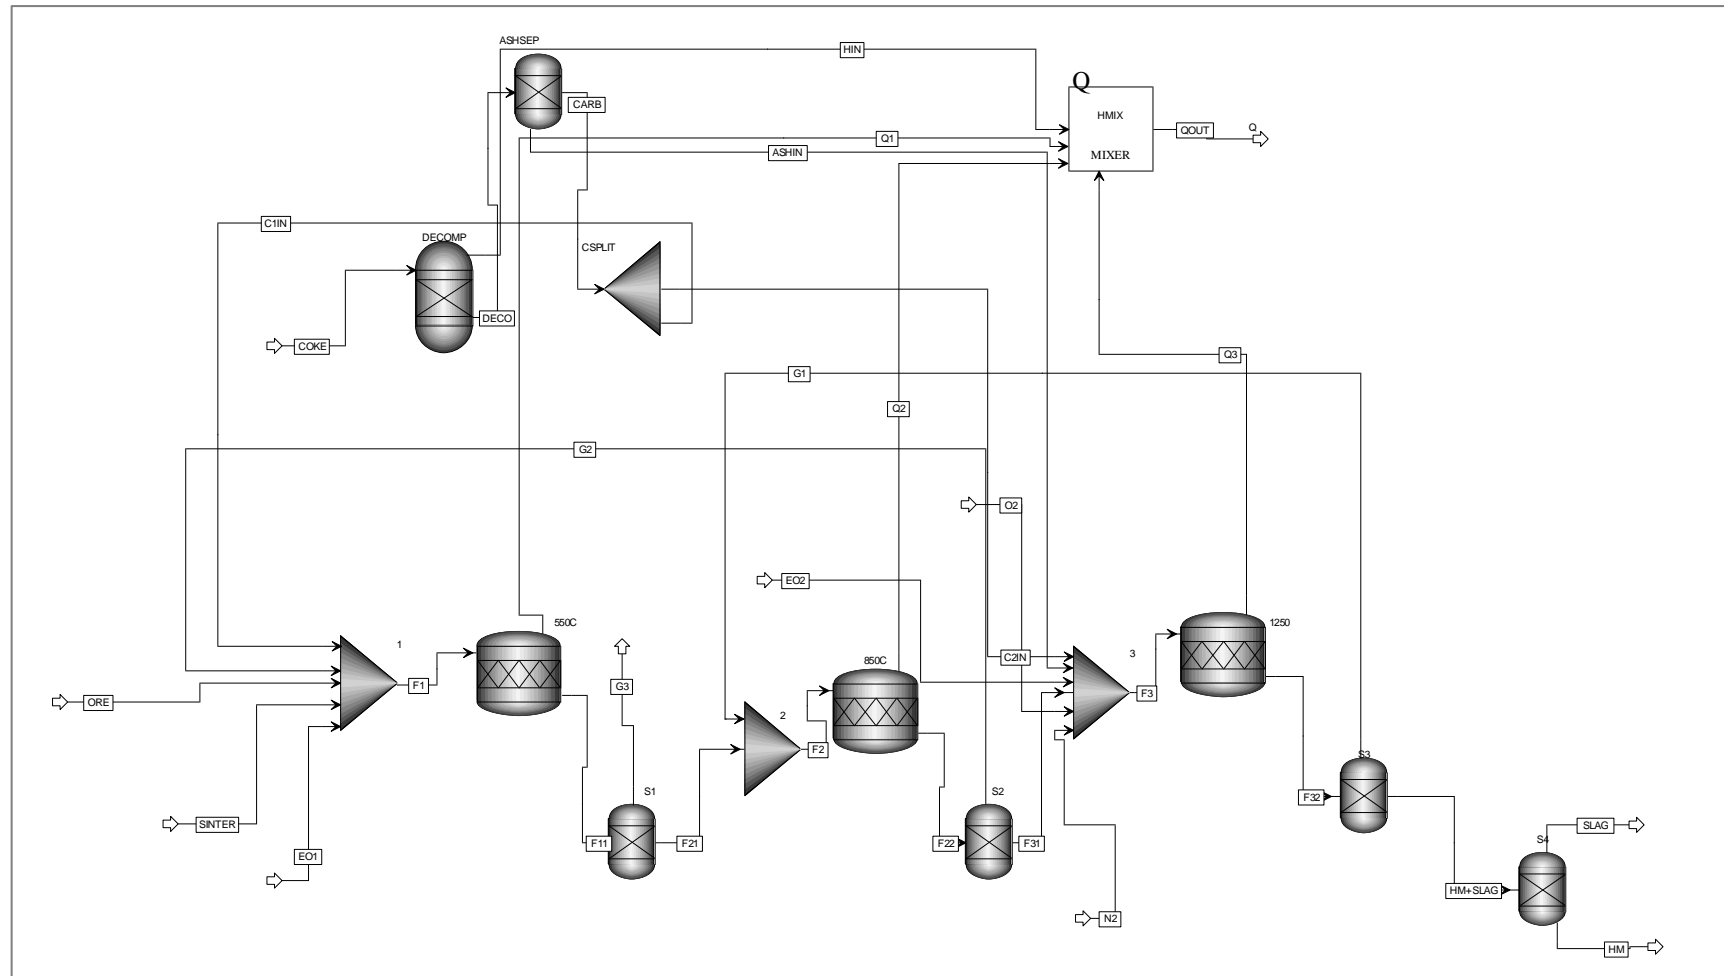 ASHSEP
HIN
Q
CARB
HMIX
QOUT
Q
Q1
ASHIN
MIXER
C1IN
DECOMP
CSPLIT
DECO
COKE
Q3
G1
Q2
G2
O2
EO2
550C
1250
1
850C
C2IN
3
G3
F1
F3
ORE
2
F2
S3
S1
S2
F32
SINTER
SLAG
F11
F21
F22
F31
S4
EO1
HM+SLAG
N2
HM